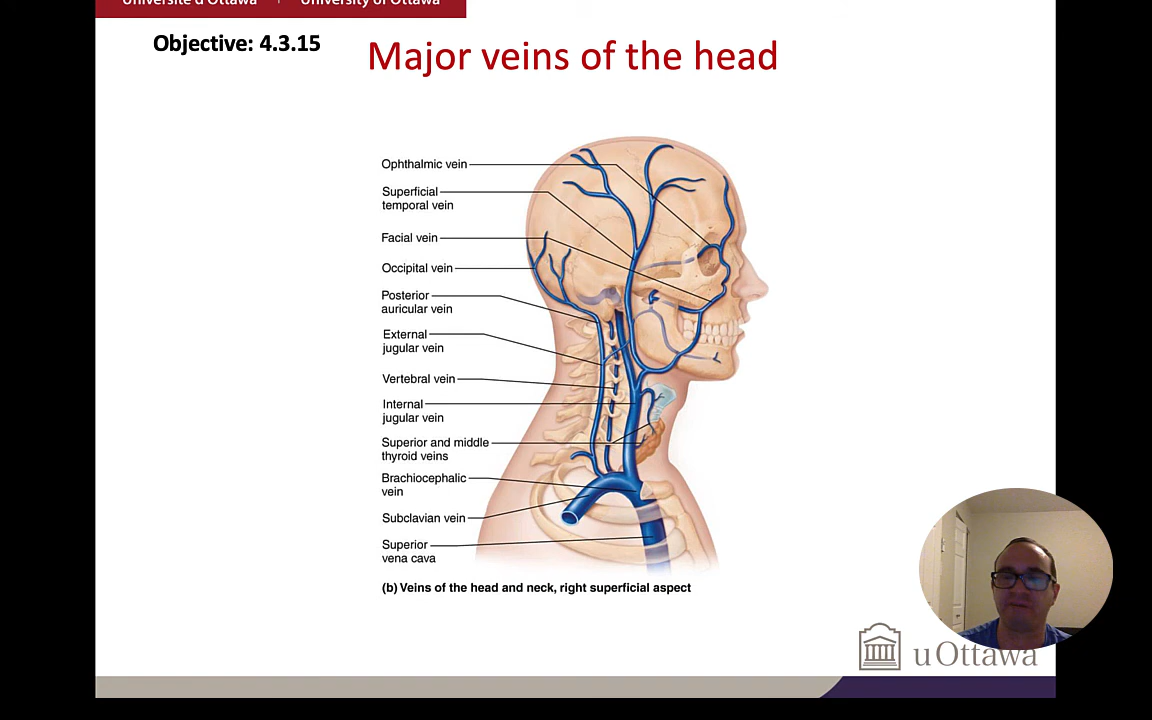 Université d'Ottawa | University of Ottawa
Objective: 4.3.15
Major veins of the head
Ophthalmic vein
Superficial
temporal vein
Facial vein
Occipital vein
Posterior
auricular vein
External
jugular vein
Vertebral vein
Internal
jugular vein
Superior and middle
thyroid veins
Brachiocephalic
vein
Subclavian vein
Superior
vena cava
(b) Veins of the head and neck, right superficial aspect
uOttawa